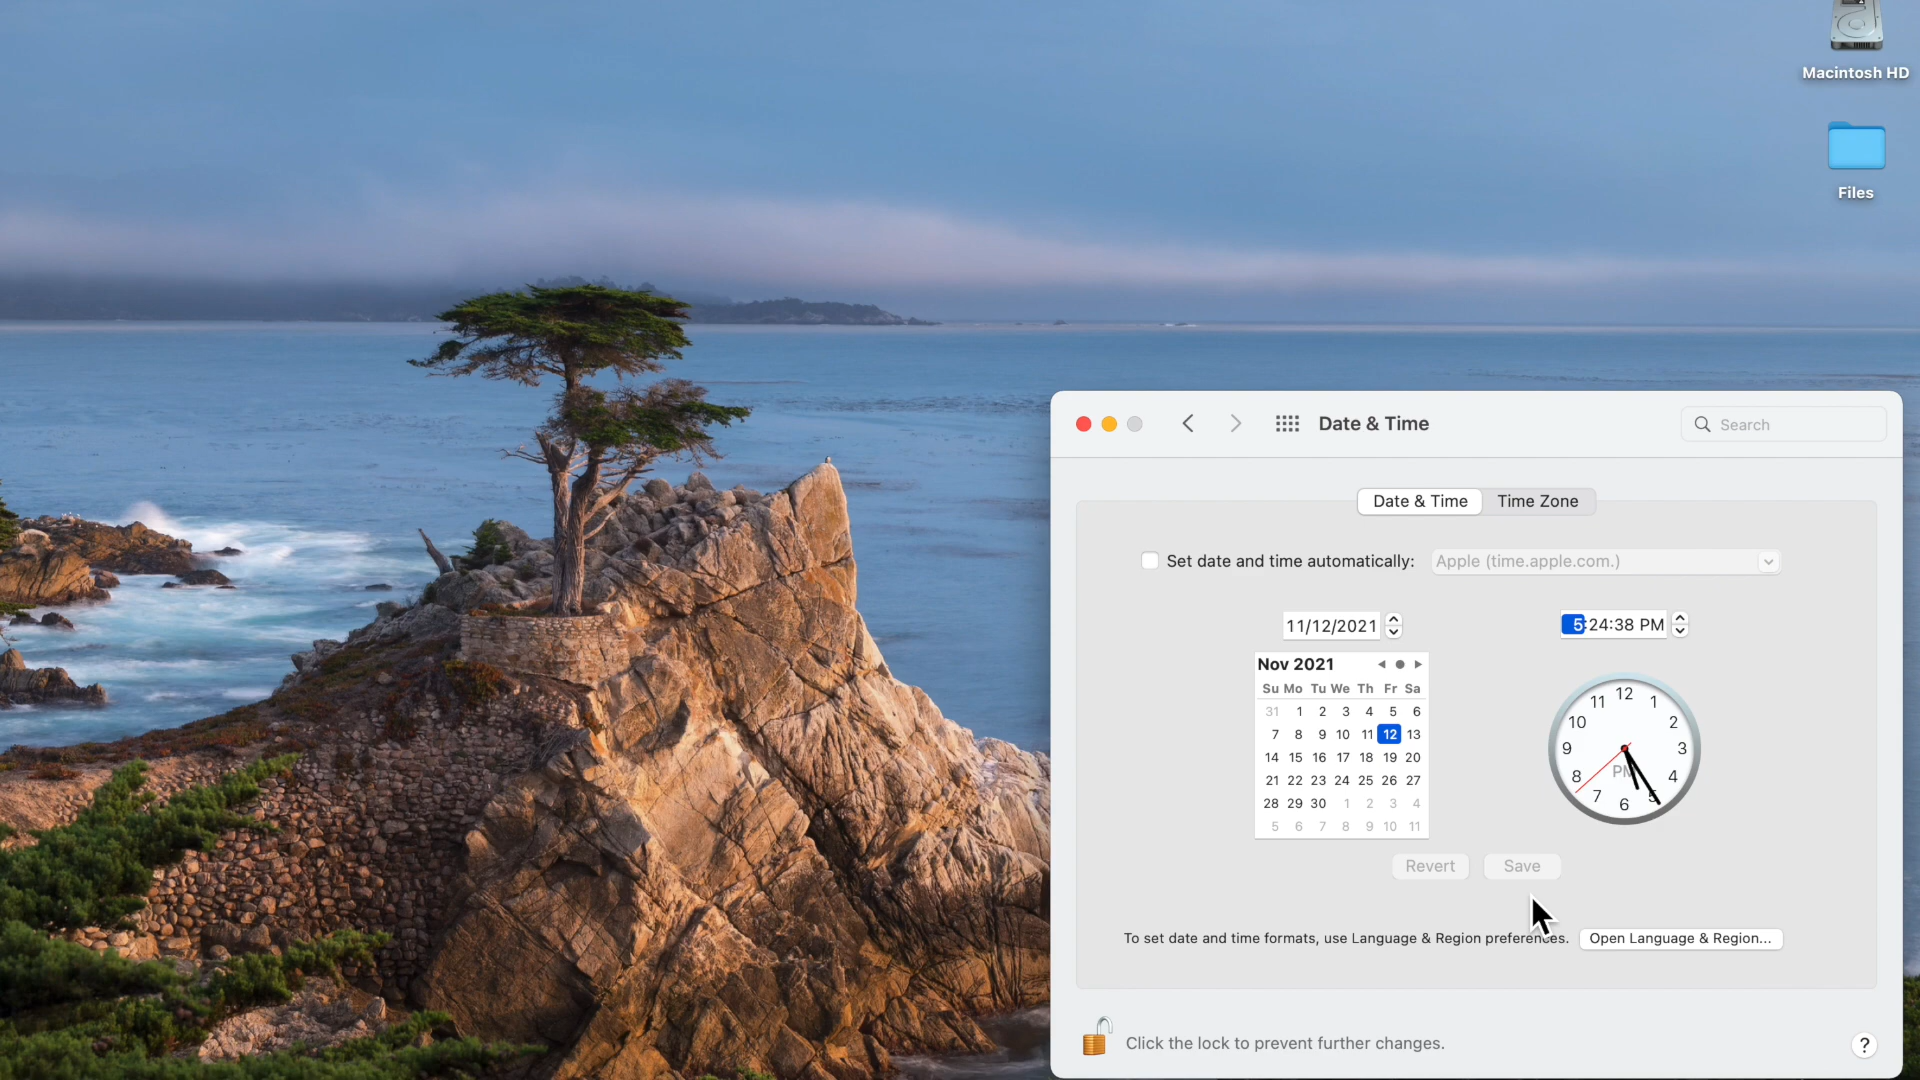 Macintosh HD
Files
Date & Time
Search
Date & Time
Time Zone
Set date and time automatically:
Apple (time.apple.com.)
11/12/2021
5:24:38 PM
Nov 2021
Su Mo Tu We Th Fr Sa
31 1 2 3 4 5 6
7 8 9 10 11 12 13
14 15 16 17 18 19 20
21 22 23 24 25 26 27
28 29 30 1 2 3 4
5 6 7 8 9 10 11
12
11 1
10 2
9 3
8 PM 4
7 5
6
Revert
Save
To set date and time formats, use Language & Region preferences.
Open Language & Region...
Click the lock to prevent further changes.
?